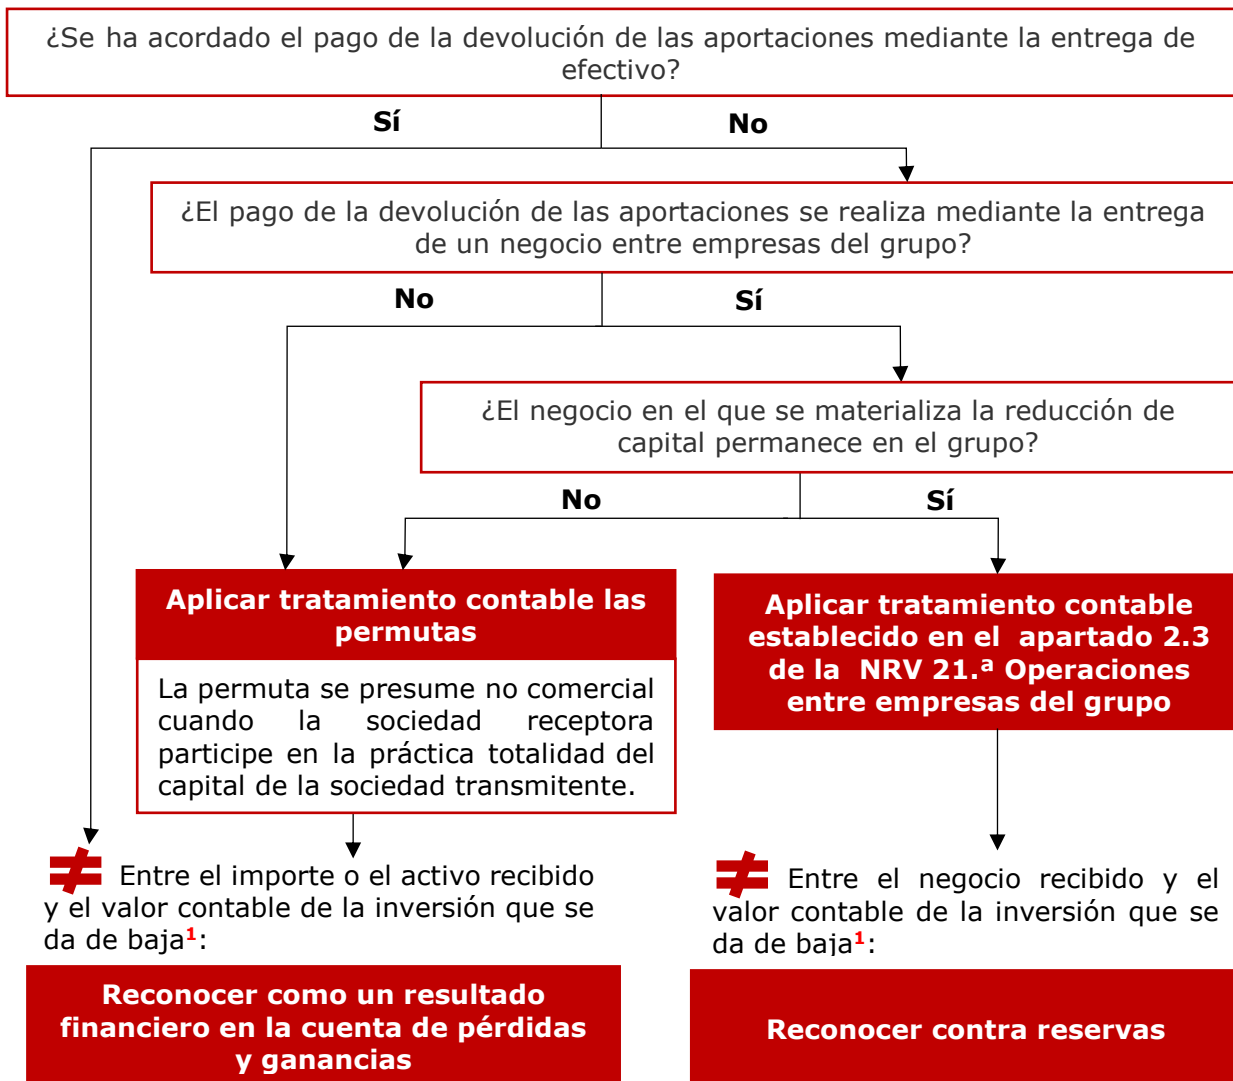 ¿Se ha acordado el pago de la devolución de las aportaciones mediante la entrega de
efectivo?
Sí
No
¿El pago de la devolución de las aportaciones se realiza mediante la entrega
de un negocio entre empresas del grupo?
No
Sí
¿El negocio en el que se materializa la reducción de
capital permanece en el grupo?
No
Sí
Aplicar tratamiento contable las
permutas
La permuta se presume no comercial
cuando la sociedad receptora
participe en la práctica totalidad del
capital de la sociedad transmitente.
Aplicar tratamiento contable
establecido en el apartado 2.3
de la NRV 21.ª Operaciones
entre empresas del grupo
≠ Entre el importe o el activo recibido
y el valor contable de la inversión que se
da de baja¹:
Reconocer como un resultado
financiero en la cuenta de pérdidas
y ganancias
≠ Entre el negocio recibido y el
valor contable de la inversión que se
da de baja¹:
Reconocer contra reservas